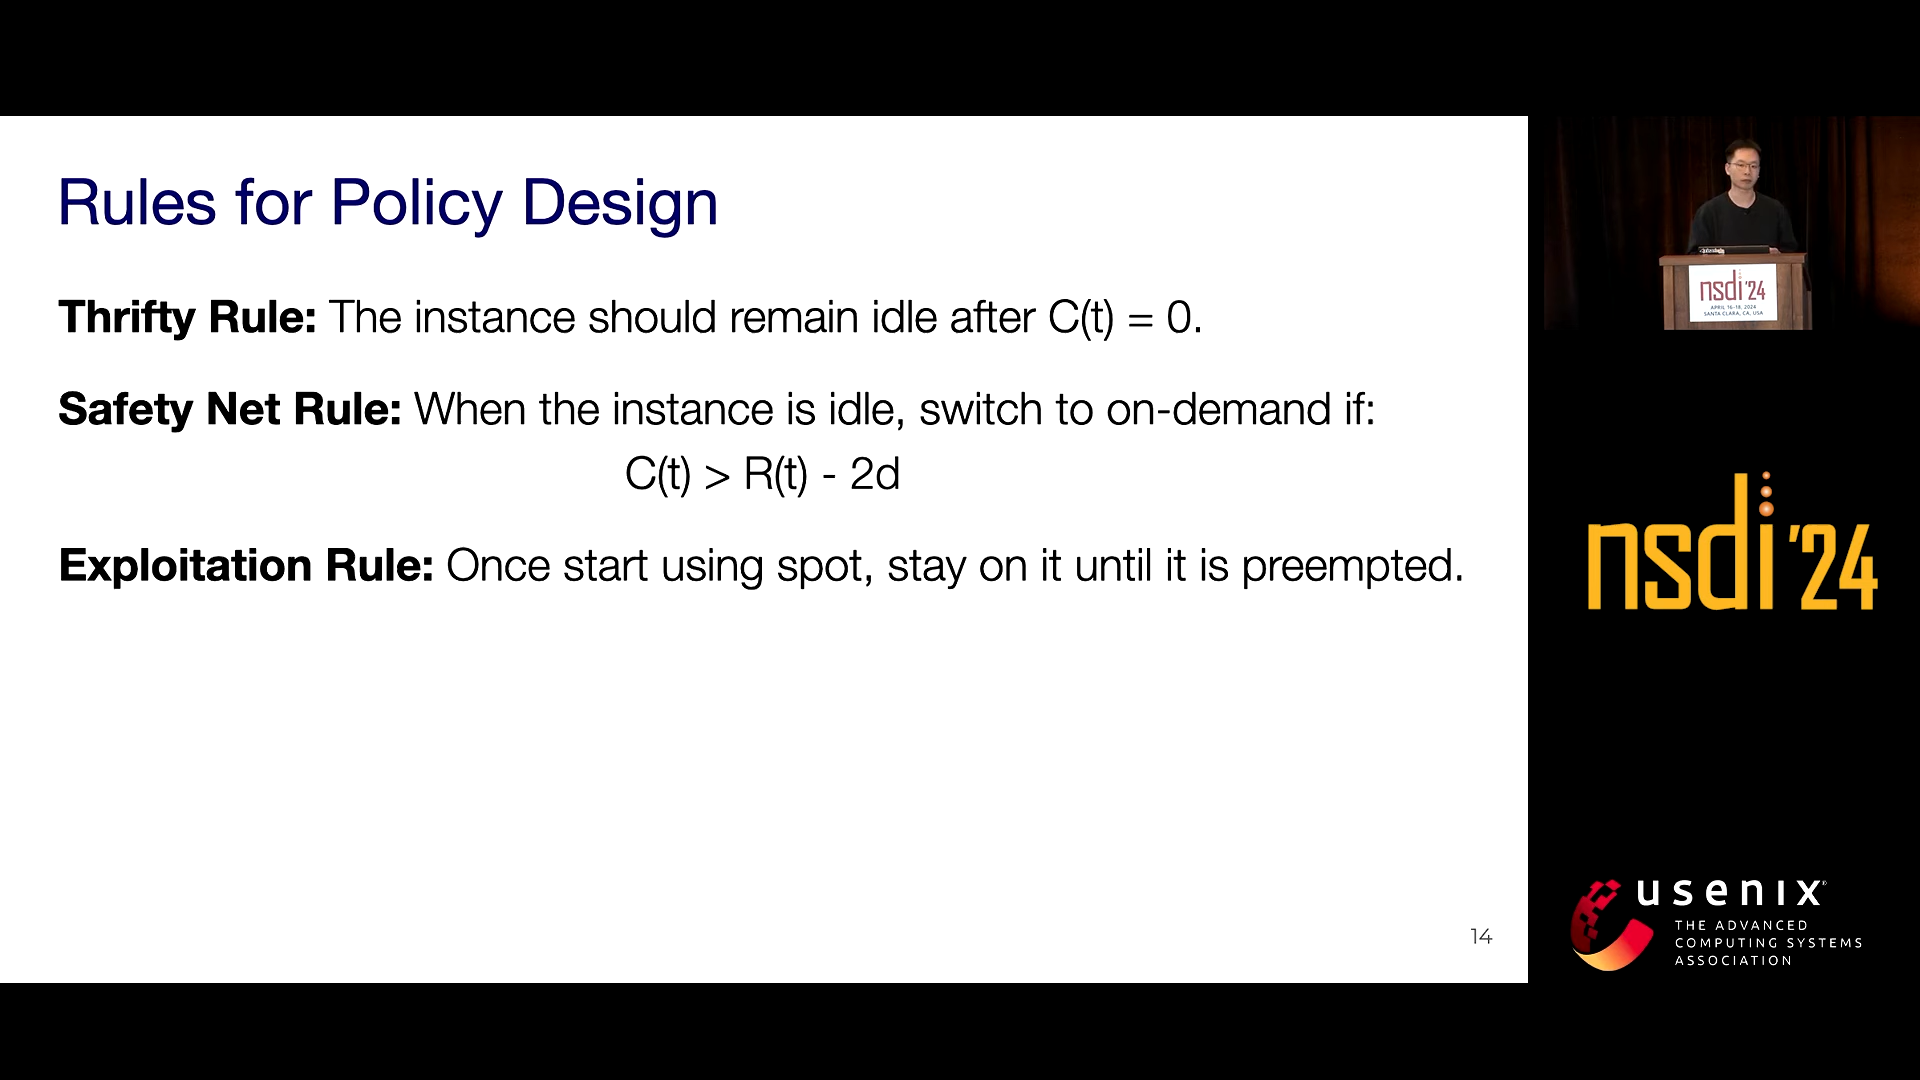 Rules for Policy Design
Thrifty Rule: The instance should remain idle after C(t) = 0.
Safety Net Rule: When the instance is idle, switch to on-demand if:
C(t) > R(t) - 2d
Exploitation Rule: Once start using spot, stay on it until it is preempted.
14
nsdi '24
APRIL 16-18, 2024
SANTA CLARA, CA, USA
nsdi '24
usenix
THE ADVANCED
COMPUTING SYSTEMS
ASSOCIATION